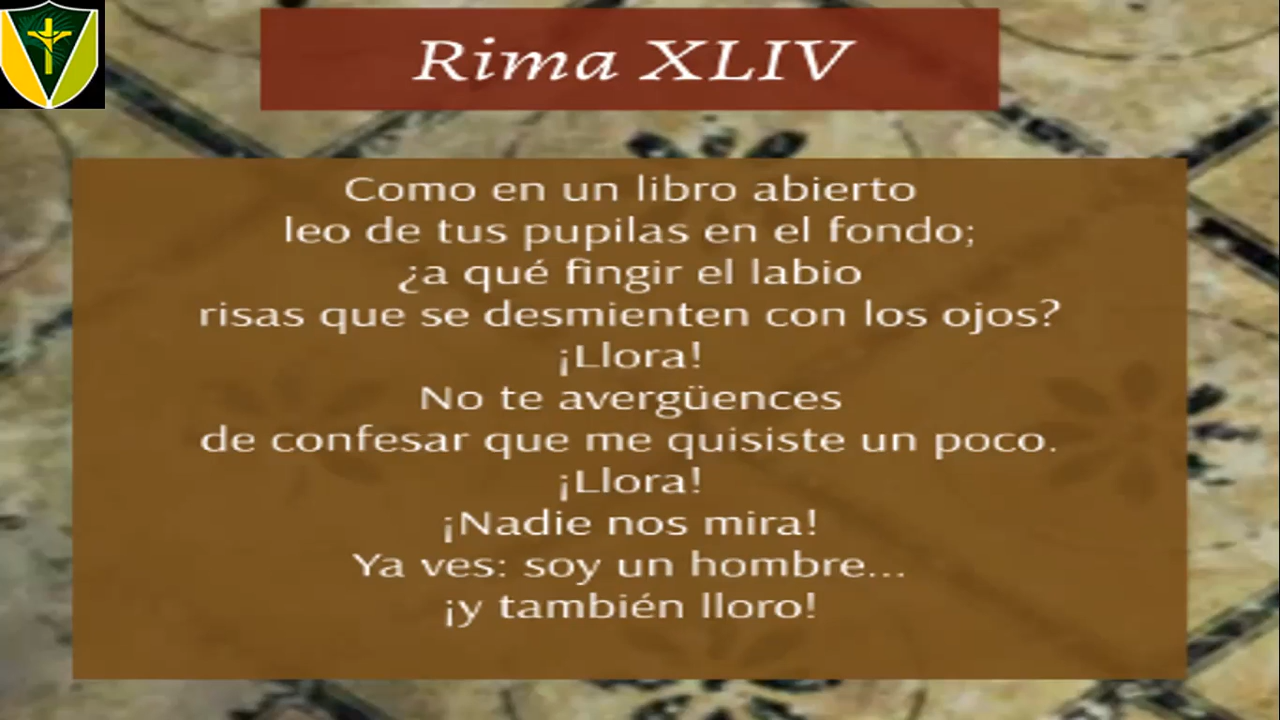 Rima XLIV
Como en un libro abierto
leo de tus pupilas en el fondo;
¿a qué fingir el labio
risas que se desmienten con los ojos?
¡Llora!
No te avergüences
de confesar que me quisiste un poco.
¡Llora!
¡Nadie nos mira!
Ya ves: soy un hombre...
¡y también lloro!